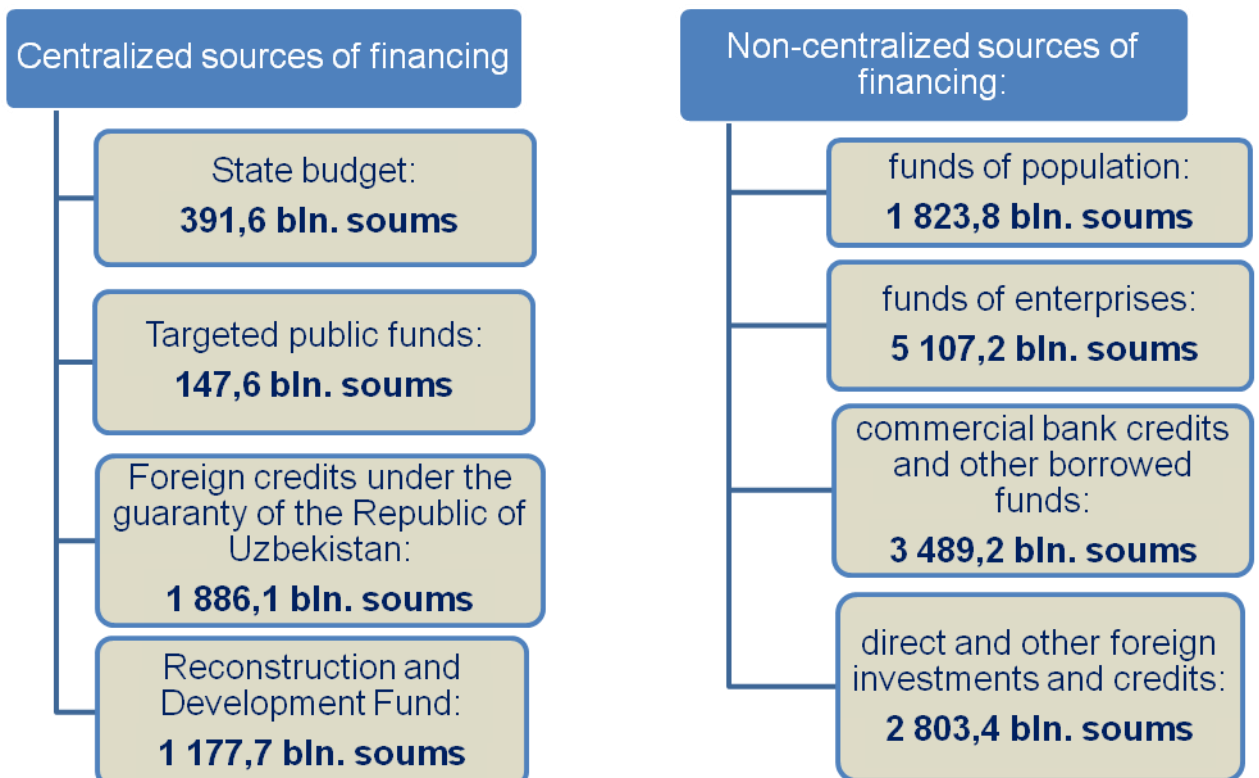 Centralized sources of financing
State budget:
391,6 bln. soums
Targeted public funds:
147,6 bln. soums
Foreign credits under the
guaranty of the Republic of
Uzbekistan:
1 886,1 bln. soums
Reconstruction and
Development Fund:
1 177,7 bln. soums
Non-centralized sources of
financing:
funds of population:
1 823,8 bln. soums
funds of enterprises:
5 107,2 bln. soums
commercial bank credits
and other borrowed
funds:
3 489,2 bln. soums
direct and other foreign
investments and credits:
2 803,4 bln. soums